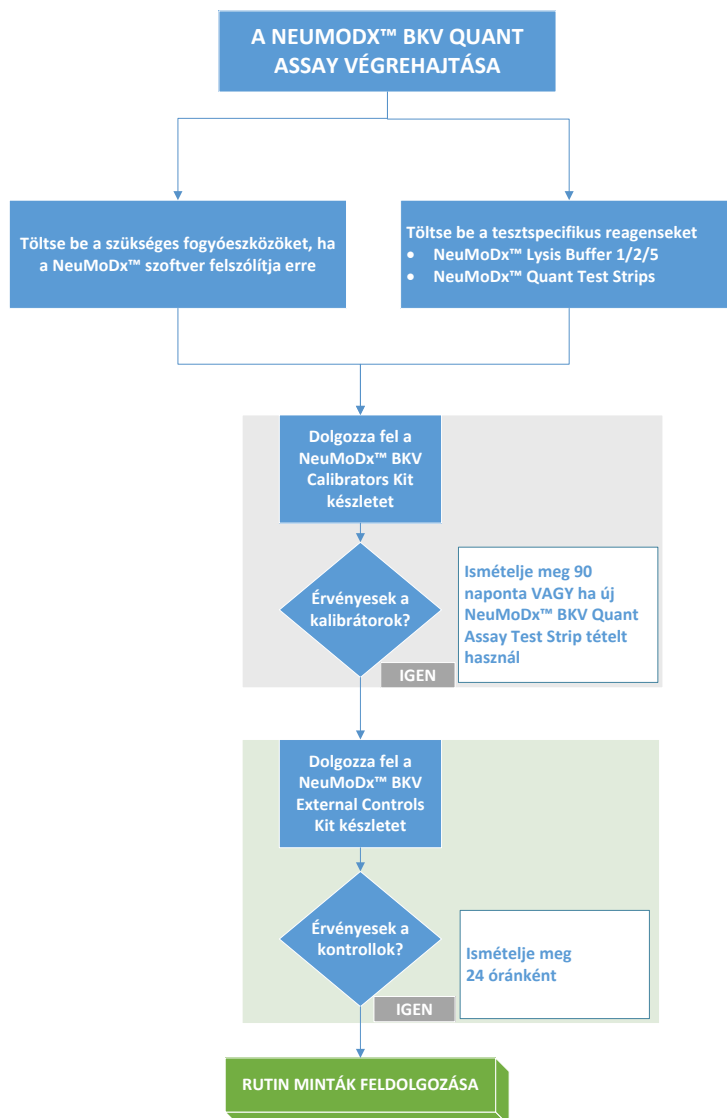 A NEUMODX™ BKV QUANT
ASSAY VÉGREHAJTÁSA
Töltse be a szükséges fogyóeszközöket, ha
a NeuMoDx™ szoftver felszólítja erre
Töltse be a tesztspecifikus reagenseket
• NeuMoDx™ Lysis Buffer 1/2/5
• NeuMoDx™ Quant Test Strips
Dolgozza fel a
NeuMoDx™ BKV
Calibrators Kit
készletet
Érvényesek a
kalibrátorok?
Ismételje meg 90
naponta VAGY ha új
NeuMoDx™ BKV Quant
Assay Test Strip tételt
használ
IGEN
Dolgozza fel a
NeuMoDx™ BKV
External Controls
Kit készletet
Érvényesek a
kontrollok?
Ismételje meg
24 óránként
IGEN
RUTIN MINTÁK FELDOLGOZÁSA